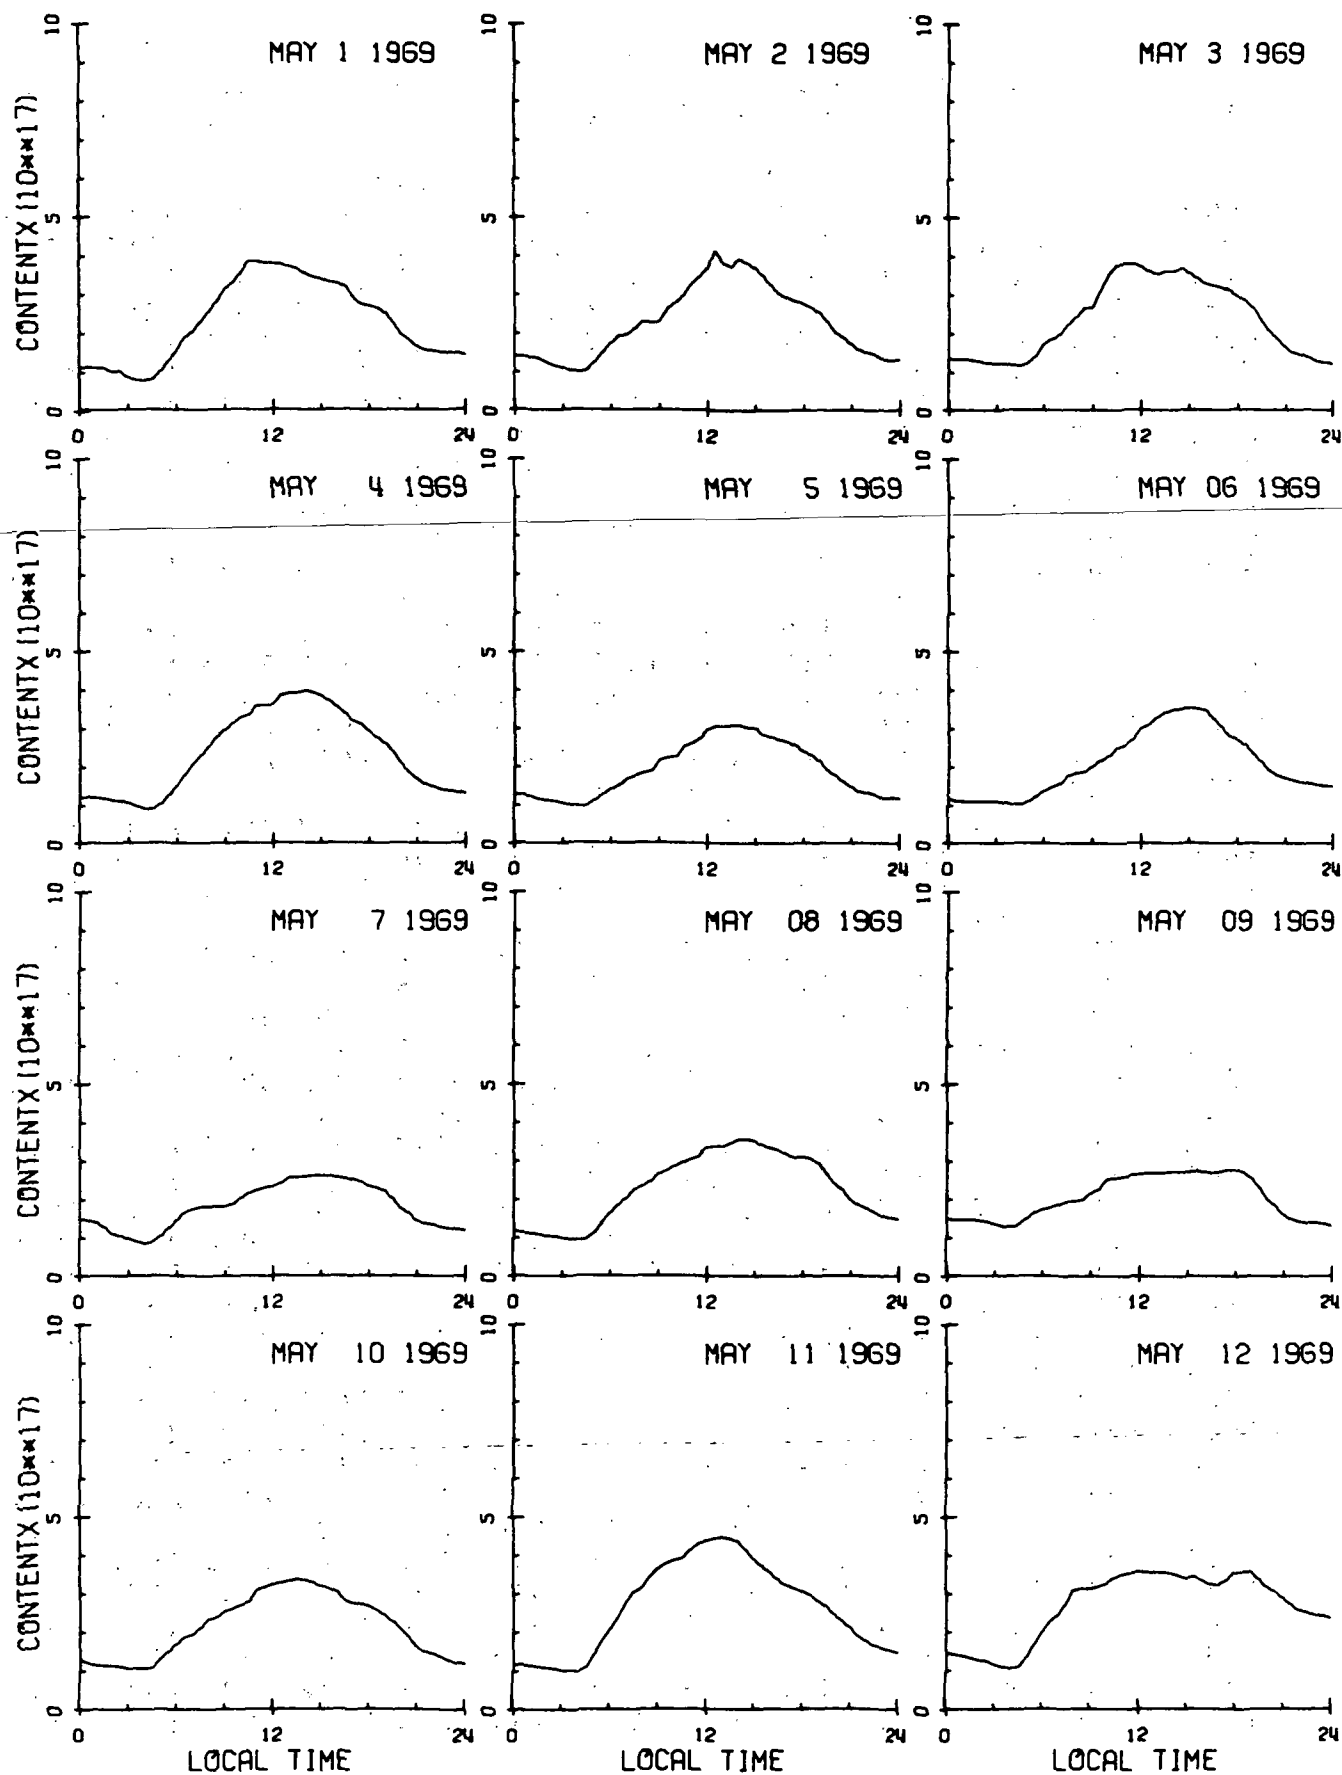 MAY 1 1969
MAY 2 1969
MAY 3 1969
CONTENTX (10**17)
10
5
0
0 12 24
10
5
0
0 12 24
10
5
0
0 12 24
MAY 4 1969
MAY 5 1969
MAY 06 1969
CONTENTX (10**17)
10
5
0
0 12 24
10
5
0
0 12 24
10
5
0
0 12 24
MAY 7 1969
MAY 08 1969
MAY 09 1969
CONTENTX (10**17)
10
5
0
0 12 24
10
5
0
0 12 24
10
5
0
0 12 24
MAY 10 1969
MAY 11 1969
MAY 12 1969
CONTENTX (10**17)
10
5
0
0 12 24
10
5
0
0 12 24
10
5
0
0 12 24
LOCAL TIME
LOCAL TIME
LOCAL TIME